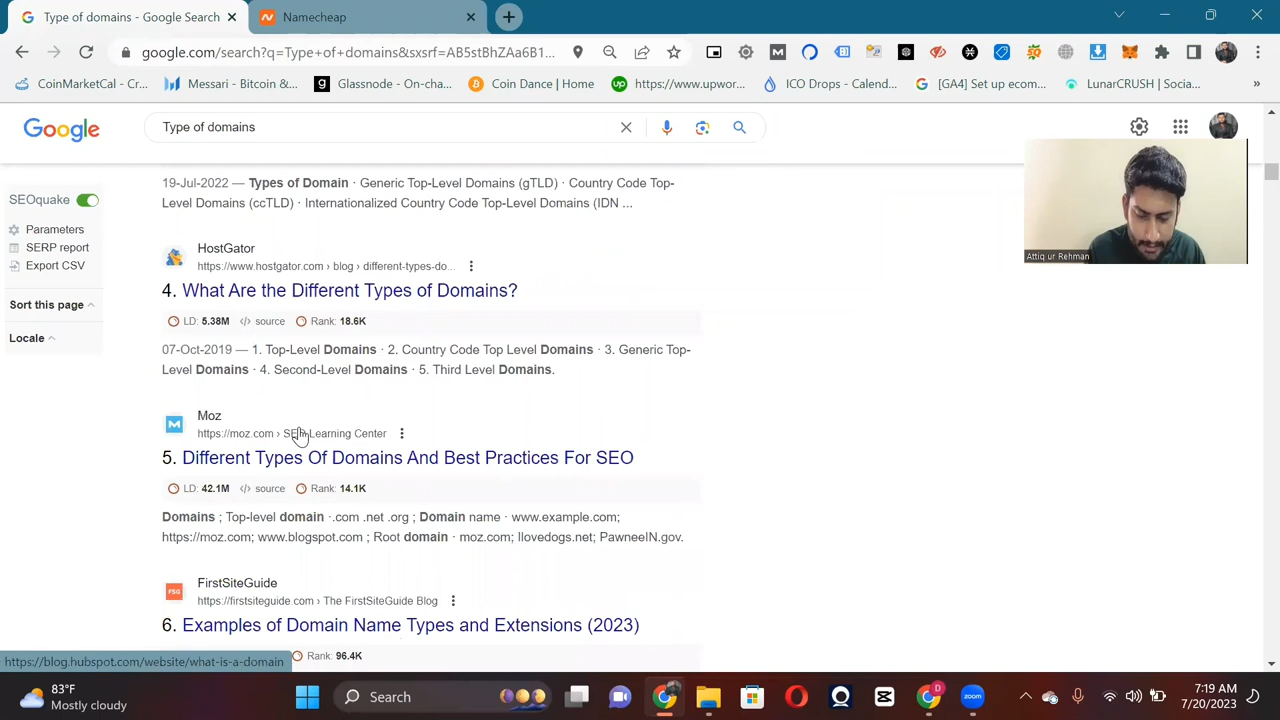 Type of domains - Google Search
Namecheap
google.com/search?q=Type+of+domains&sxsrf=AB5stBhZAa6B1...
CoinMarketCal - Cr...
Messari - Bitcoin &...
Glassnode - On-cha...
Coin Dance | Home
https://www.upwor...
ICO Drops - Calend...
[GA4] Set up ecom...
LunarCRUSH | Socia...
»
Google
Type of domains
SEOquake
Parameters
SERP report
Export CSV
Sort this page
Locale
19-Jul-2022 — Types of Domain · Generic Top-Level Domains (gTLD) · Country Code Top-
Level Domains (ccTLD) · Internationalized Country Code Top-Level Domains (IDN ...
HostGator
https://www.hostgator.com › blog › different-types-do...
4. What Are the Different Types of Domains?
LD: 5.38M </> source Rank: 18.6K
07-Oct-2019 — 1. Top-Level Domains · 2. Country Code Top Level Domains · 3. Generic Top-
Level Domains · 4. Second-Level Domains · 5. Third Level Domains.
Moz
https://moz.com › SEO Learning Center
5. Different Types Of Domains And Best Practices For SEO
LD: 42.1M </> source Rank: 14.1K
Domains ; Top-level domain · .com .net .org ; Domain name · www.example.com;
https://moz.com; www.blogspot.com ; Root domain · moz.com; Ilovedogs.net; PawneeIN.gov.
FirstSiteGuide
https://firstsiteguide.com › The FirstSiteGuide Blog
6. Examples of Domain Name Types and Extensions (2023)
Rank: 96.4K
https://blog.hubspot.com/website/what-is-a-domain
Attiq ur Rehman
83°F
Mostly cloudy
Search
7:19 AM
7/20/2023